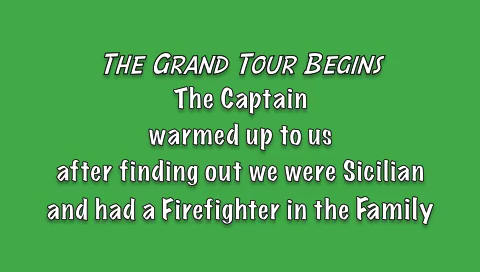 The Grand Tour Begins
The Captain
warmed up to us
after finding out we were Sicilian
and had a Firefighter in the Family